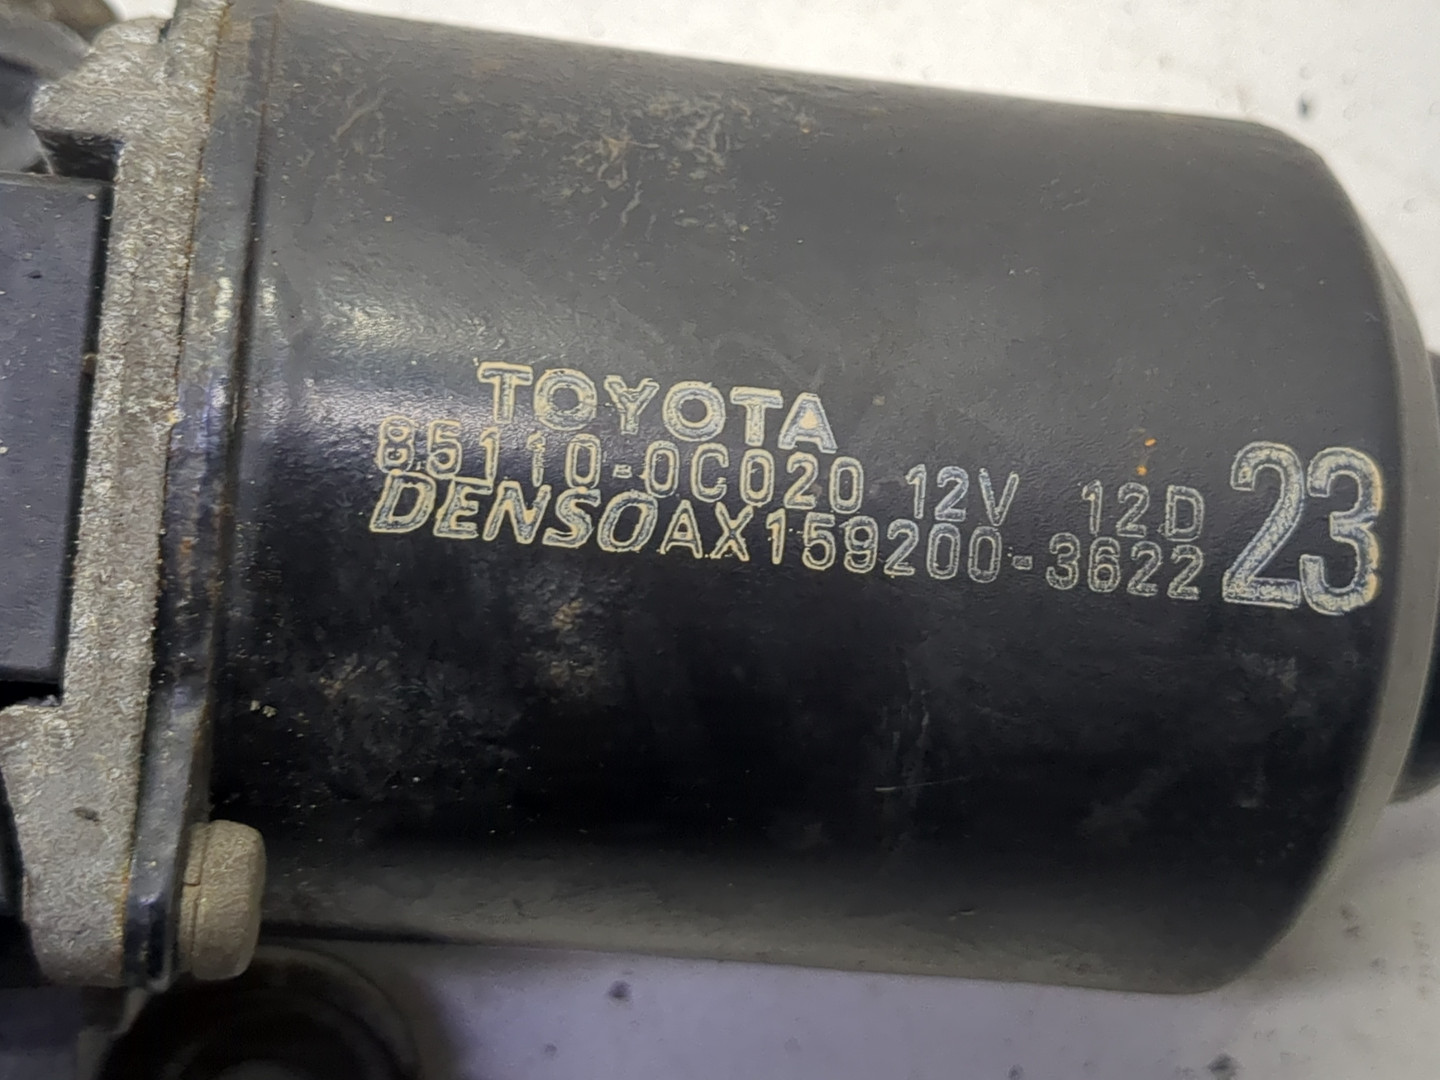 TOYOTA
85110-0C020 12V 12D 23
DENSO AX159200-3622